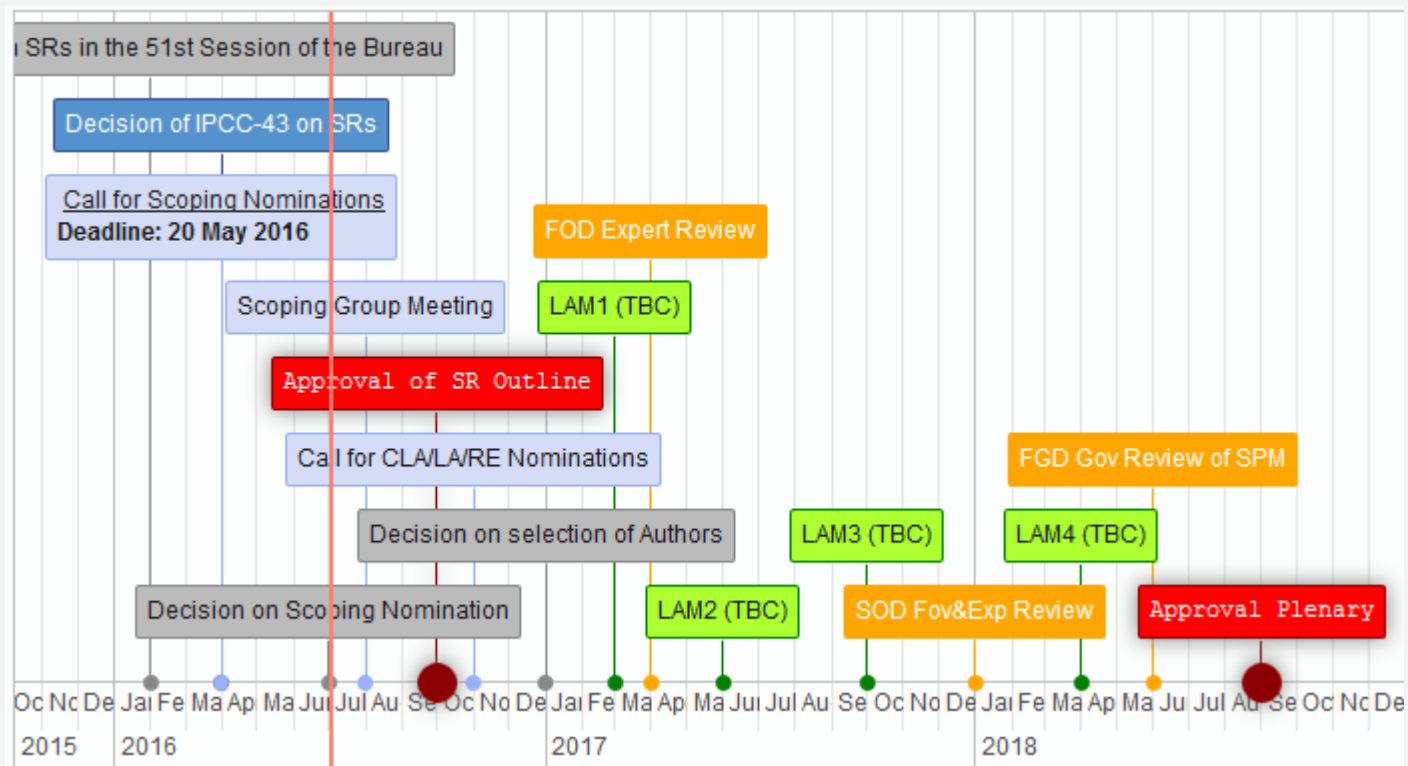 SRs in the 51st Session of the Bureau
Decision of IPCC-43 on SRs
Call for Scoping Nominations
Deadline: 20 May 2016
FOD Expert Review
Scoping Group Meeting
LAM1 (TBC)
Approval of SR Outline
Call for CLA/LA/RE Nominations
FGD Gov Review of SPM
Decision on selection of Authors
LAM3 (TBC)
LAM4 (TBC)
Decision on Scoping Nomination
LAM2 (TBC)
SOD Fov&Exp Review
Approval Plenary
Oc No De Jan Fe Ma Ap Ma Jun Jul Au Se Oc No De Jan Fe Ma Ap Ma Jun Jul Au Se Oc No De Jan Fe Ma Ap Ma Jun Jul Au Se Oct No De
2015 2016 2017 2018